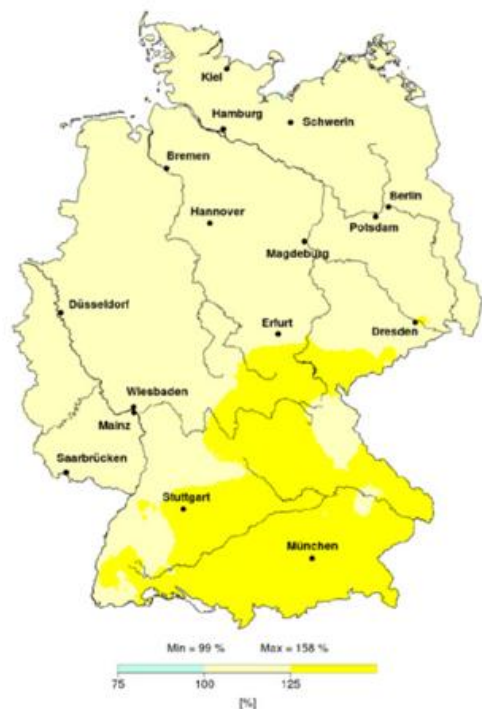 Kiel
Hamburg
Schwerin
Bremen
Berlin
Hannover
Potsdam
Magdeburg
Düsseldorf
Erfurt
Dresden
Wiesbaden
Mainz
Saarbrücken
Stuttgart
München
Min = 99 % Max = 158 %
75 100 125
[%]